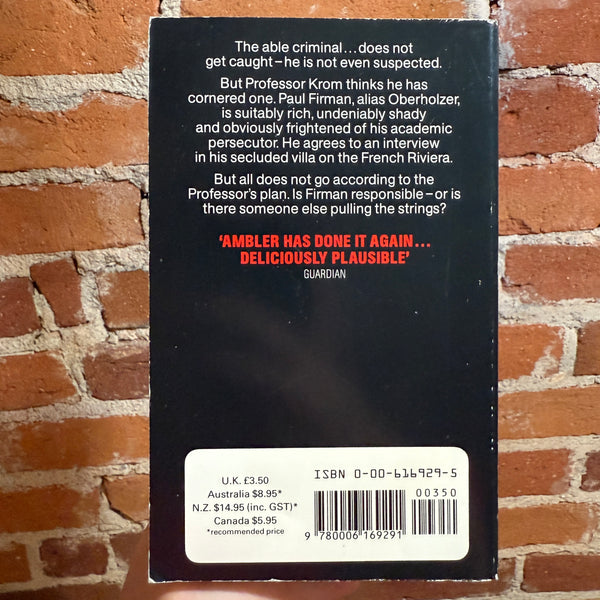 The able criminal...does not
get caught–he is not even suspected.
But Professor Krom thinks he has
cornered one. Paul Firman, alias Oberholzer,
is suitably rich, undeniably shady
and obviously frightened of his academic
persecutor. He agrees to an interview
in his secluded villa on the French Riviera.
But all does not go according to the
Professor's plan. Is Firman responsible–or is
there someone else pulling the strings?
‘AMBLER HAS DONE IT AGAIN...
DELICIOUSLY PLAUSIBLE’
GUARDIAN
U.K. £3.50
Australia $8.95*
N.Z. $14.95 (inc. GST)*
Canada $5.95
*recommended price
ISBN 0-00-616929-5
00350
9 780006 169291